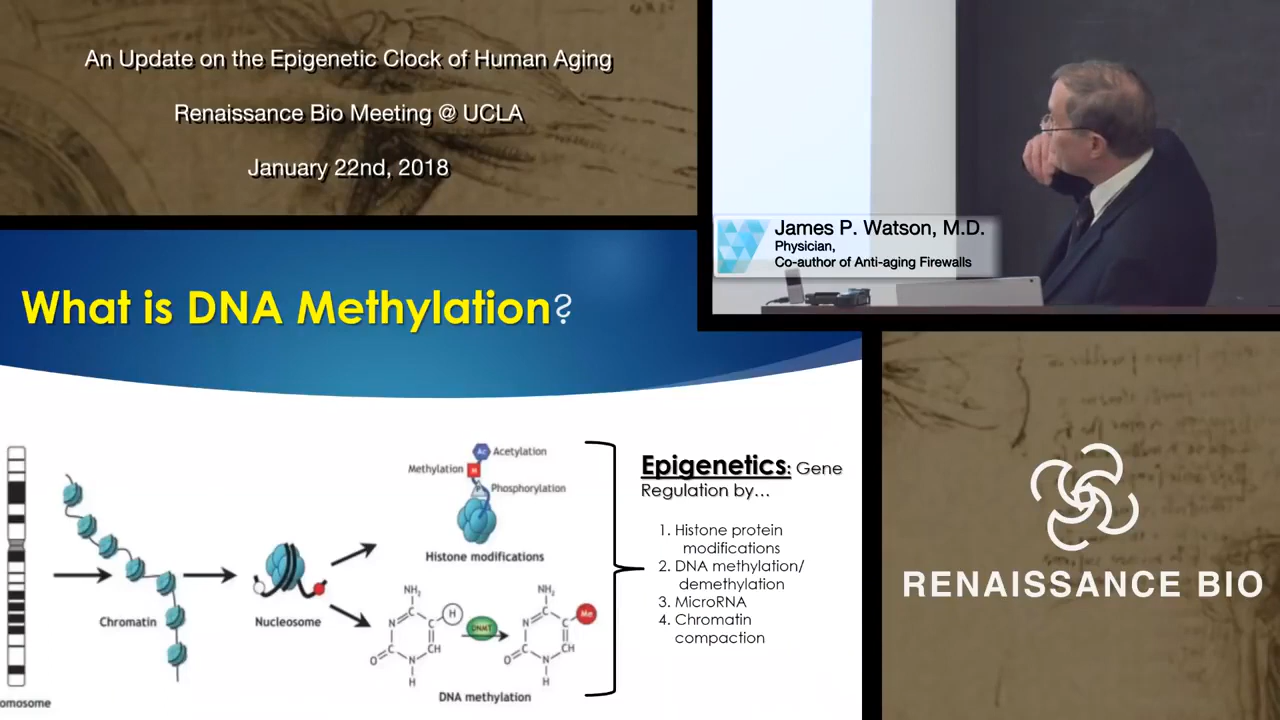 An Update on the Epigenetic Clock of Human Aging
Renaissance Bio Meeting @ UCLA
January 22nd, 2018
James P. Watson, M.D.
Physician,
Co-author of Anti-aging Firewalls
What is DNA Methylation?
Ac
Acetylation
Methylation
M
P
Phosphorylation
Histone modifications
Chromatin
Nucleosome
omosome
NH₂
H
N
C
C
C
CH
O
N
H
DNMT
NH₂
Me
N
C
C
C
CH
O
N
H
DNA methylation
Epigenetics: Gene
Regulation by…
1. Histone protein
modifications
2. DNA methylation/
demethylation
3. MicroRNA
4. Chromatin
compaction
RENAISSANCE BIO